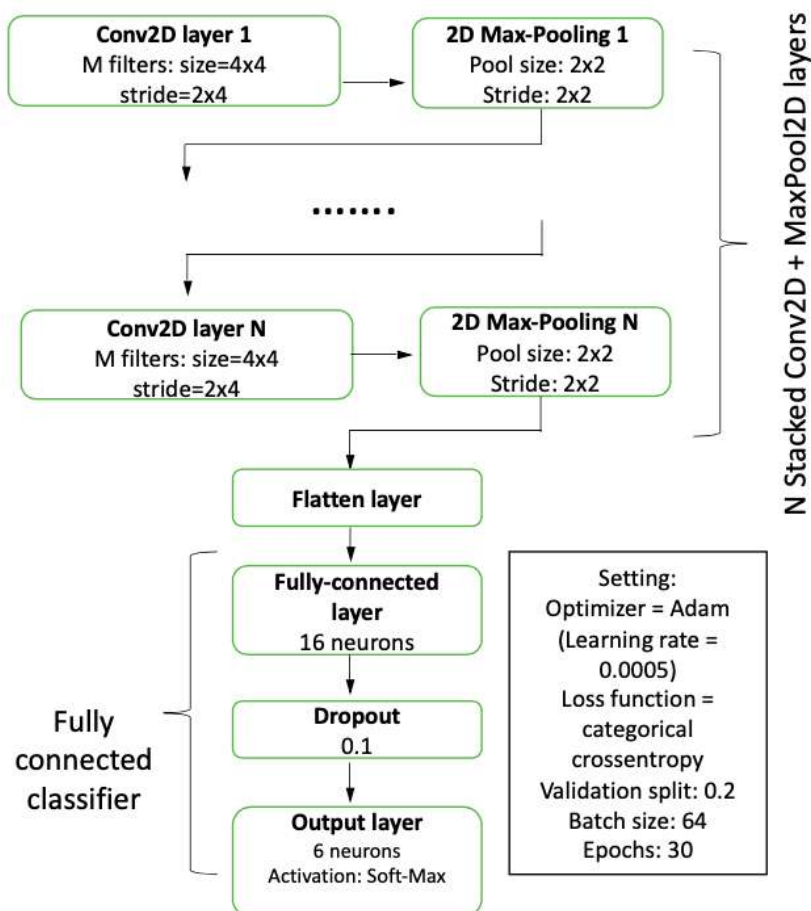 Conv2D layer 1
M filters: size=4x4
stride=2x4
2D Max-Pooling 1
Pool size: 2x2
Stride: 2x2
.......
Conv2D layer N
M filters: size=4x4
stride=2x4
2D Max-Pooling N
Pool size: 2x2
Stride: 2x2
N Stacked Conv2D + MaxPool2D layers
Flatten layer
Fully-connected
layer
16 neurons
Dropout
0.1
Output layer
6 neurons
Activation: Soft-Max
Fully
connected
classifier
Setting:
Optimizer = Adam
(Learning rate =
0.0005)
Loss function =
categorical
crossentropy
Validation split: 0.2
Batch size: 64
Epochs: 30